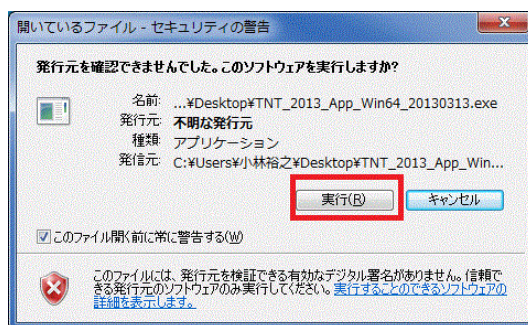 開いているファイル - セキュリティの警告
発行元を確認できませんでした。このソフトウェアを実行しますか?
名前: ...¥Desktop¥TNT_2013_App_Win64_20130313.exe
発行元: 不明な発行元
種類: アプリケーション
発信元: C:¥Users¥小林裕之¥Desktop¥TNT_2013_App_Win...
実行(R) キャンセル
このファイル開く前に常に警告する(W)
このファイルには、発行元を検証できる有効なデジタル署名がありません。信頼で
きる発行元のソフトウェアのみ実行してください。実行することのできるソフトウェアの
詳細を表示します。